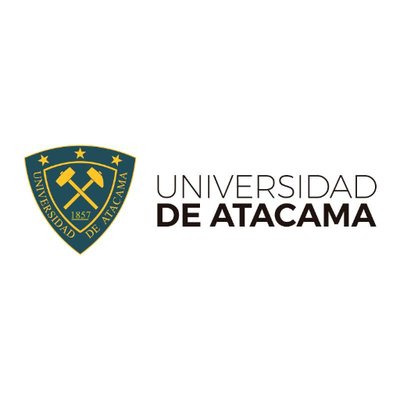 1857
UNIVERSIDAD DE ATACAMA
UNIVERSIDAD
DE ATACAMA